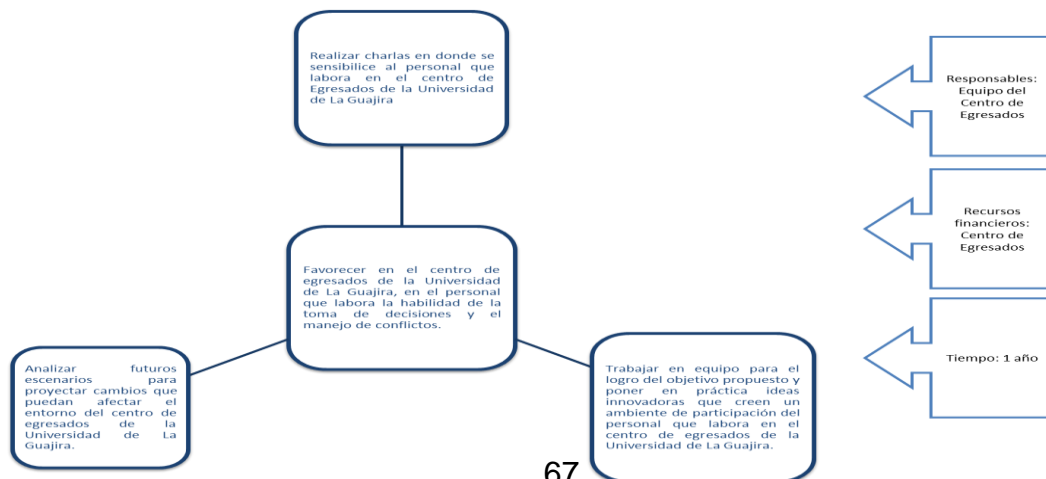 Realizar charlas en donde se
sensibilice al personal que
labora en el centro de
Egresados de la Universidad
de La Guajira
Favorecer en el centro de
egresados de la Universidad
de La Guajira, en el personal
que labora la habilidad de la
toma de decisiones y el
manejo de conflictos.
Analizar futuros
escenarios para
proyectar cambios que
puedan afectar el
entorno del centro de
egresados de la
Universidad de La
Guajira.
Trabajar en equipo para el
logro del objetivo propuesto y
poner en práctica ideas
innovadoras que creen un
ambiente de participación del
personal que labora en el
centro de egresados de la
Universidad de La Guajira.
Responsables:
Equipo del
Centro de
Egresados
Recursos
financieros:
Centro de
Egresados
Tiempo: 1 año
67